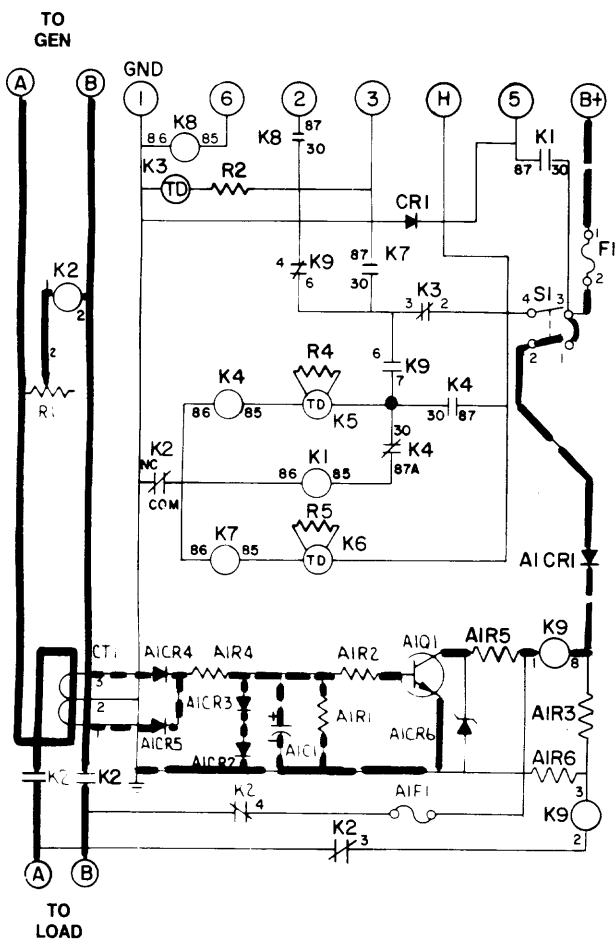 TO
GEN
A
B
GND
1
6
2
3
H
5
B+
K8
86
85
K8
87
30
K1
87
30
K3
TD
R2
CR1
1
F1
2
K2
2
2
R1
4
K9
6
87
K7
30
K3
3
2
4
S1
3
2
1
R4
6
K9
7
K4
86
85
TD
K5
K4
30
87
30
K4
87A
K2
NC
COM
K1
86
85
R5
K7
86
85
TD
K6
A1CR1
CT1
3
2
1
A1CR4
A1R4
A1R2
A1Q1
A1R5
K9
1
8
A1CR3
A1R1
A1CR5
A1C1
A1CR6
A1CR2
A1R3
A1R6
K2
K2
K2
4
A1F1
3
K9
2
K2
3
A
B
TO
LOAD